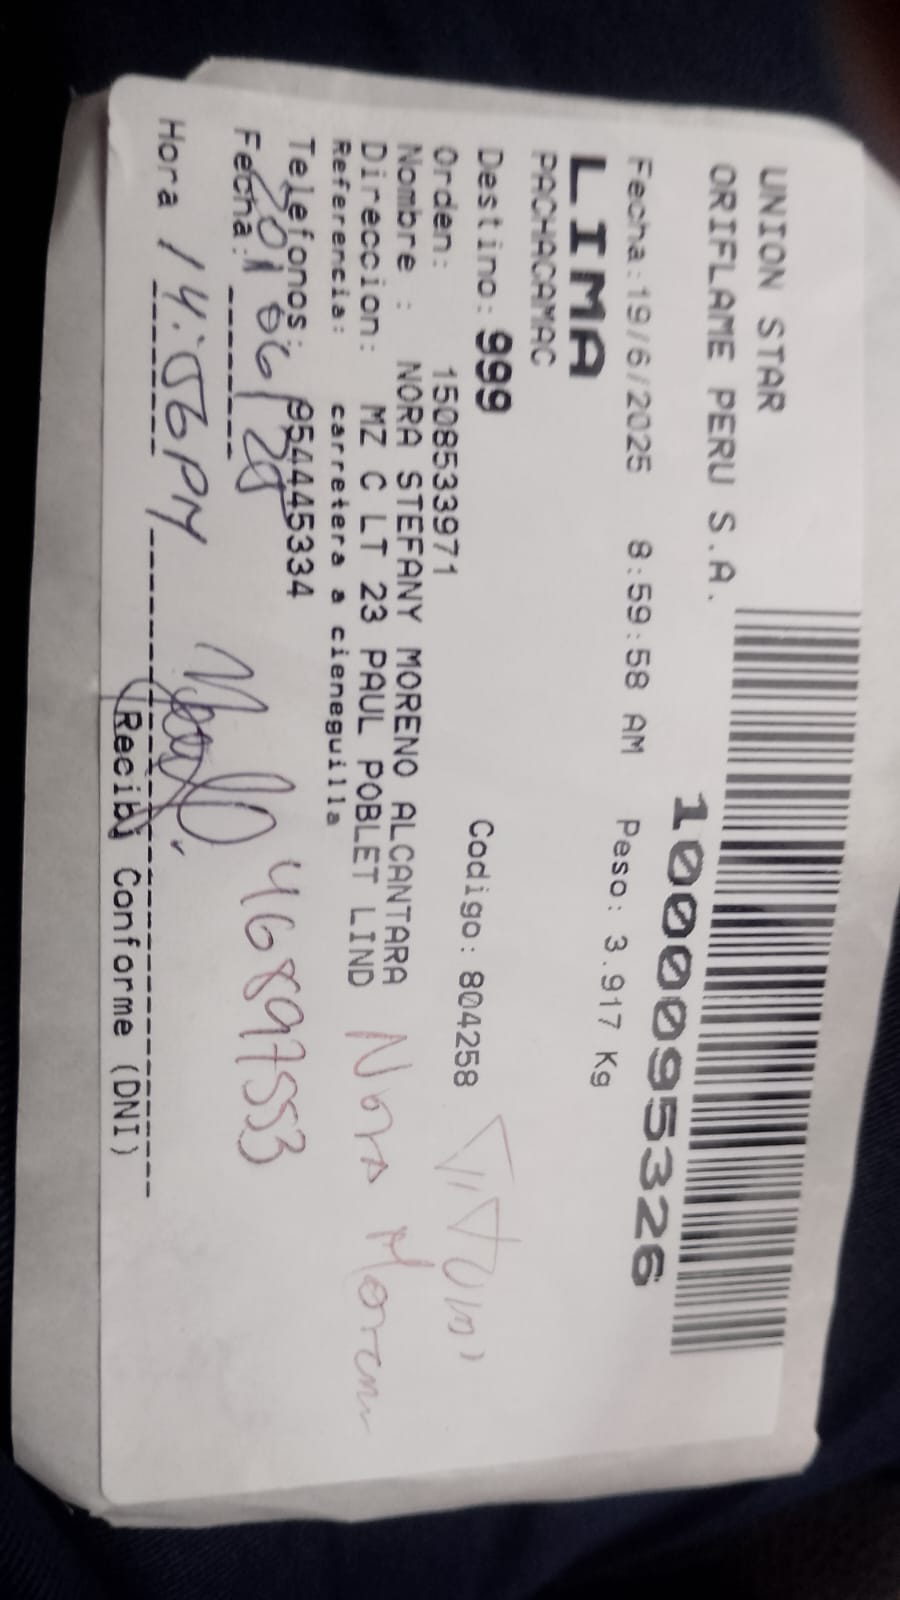 UNION STAR
ORIFLAME PERU S.A.
1000095326
Fecha:19/6/2025 8:59:58 AM Peso: 3.917 Kg
LIMA
PACHACAMAC
Destino: 999 Codigo: 804258
Orden: 150853971
Nombre : NORA STEFANY MORENO ALCANTARA
Direccion: MZ C LT 23 PAUL POBLET LIND
Nora Moreno
Referencia: carretera a cieneguilla
Telefonos: 954445334
46897553
Fecha: 20/06/25
Hora 14:56PM
Recibi Conforme (DNI)